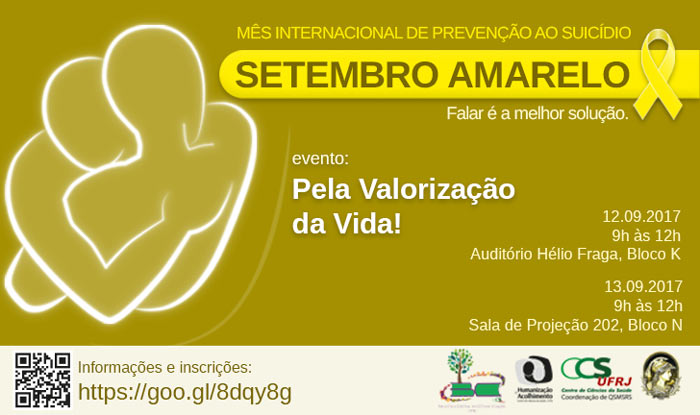 MÊS INTERNACIONAL DE PREVENÇÃO AO SUICÍDIO
SETEMBRO AMARELO
Falar é a melhor solução.
evento:
Pela Valorização
da Vida!
12.09.2017
9h às 12h
Auditório Hélio Fraga, Bloco K
13.09.2017
9h às 12h
Sala de Projeção 202, Bloco N
Informações e inscrições:
https://goo.gl/8dqy8g
Humanização
Acolhimento
CCS
UFRJ
Centro de Ciências da Saúde
Coordenação de QSMSRS